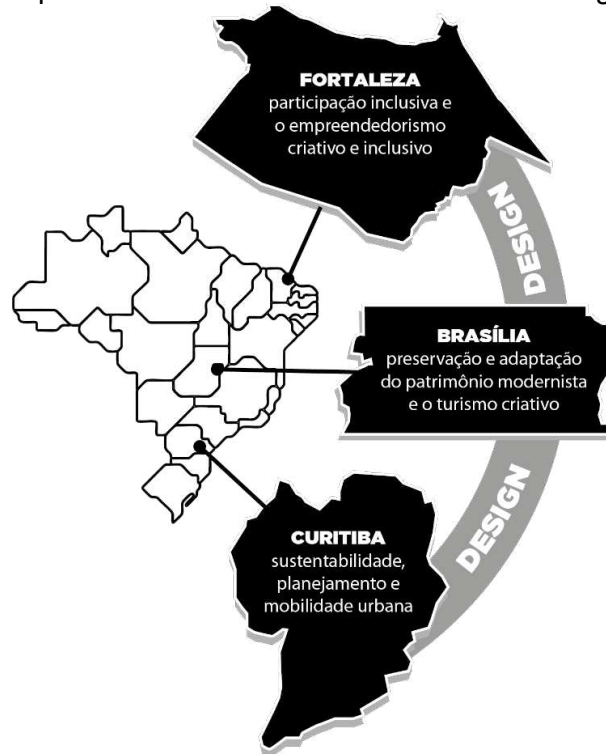 FORTALEZA
participação inclusiva e
o empreendedorismo
criativo e inclusivo
DESIGN
BRASÍLIA
preservação e adaptação
do patrimônio modernista
e o turismo criativo
DESIGN
CURITIBA
sustentabilidade,
planejamento e
mobilidade urbana